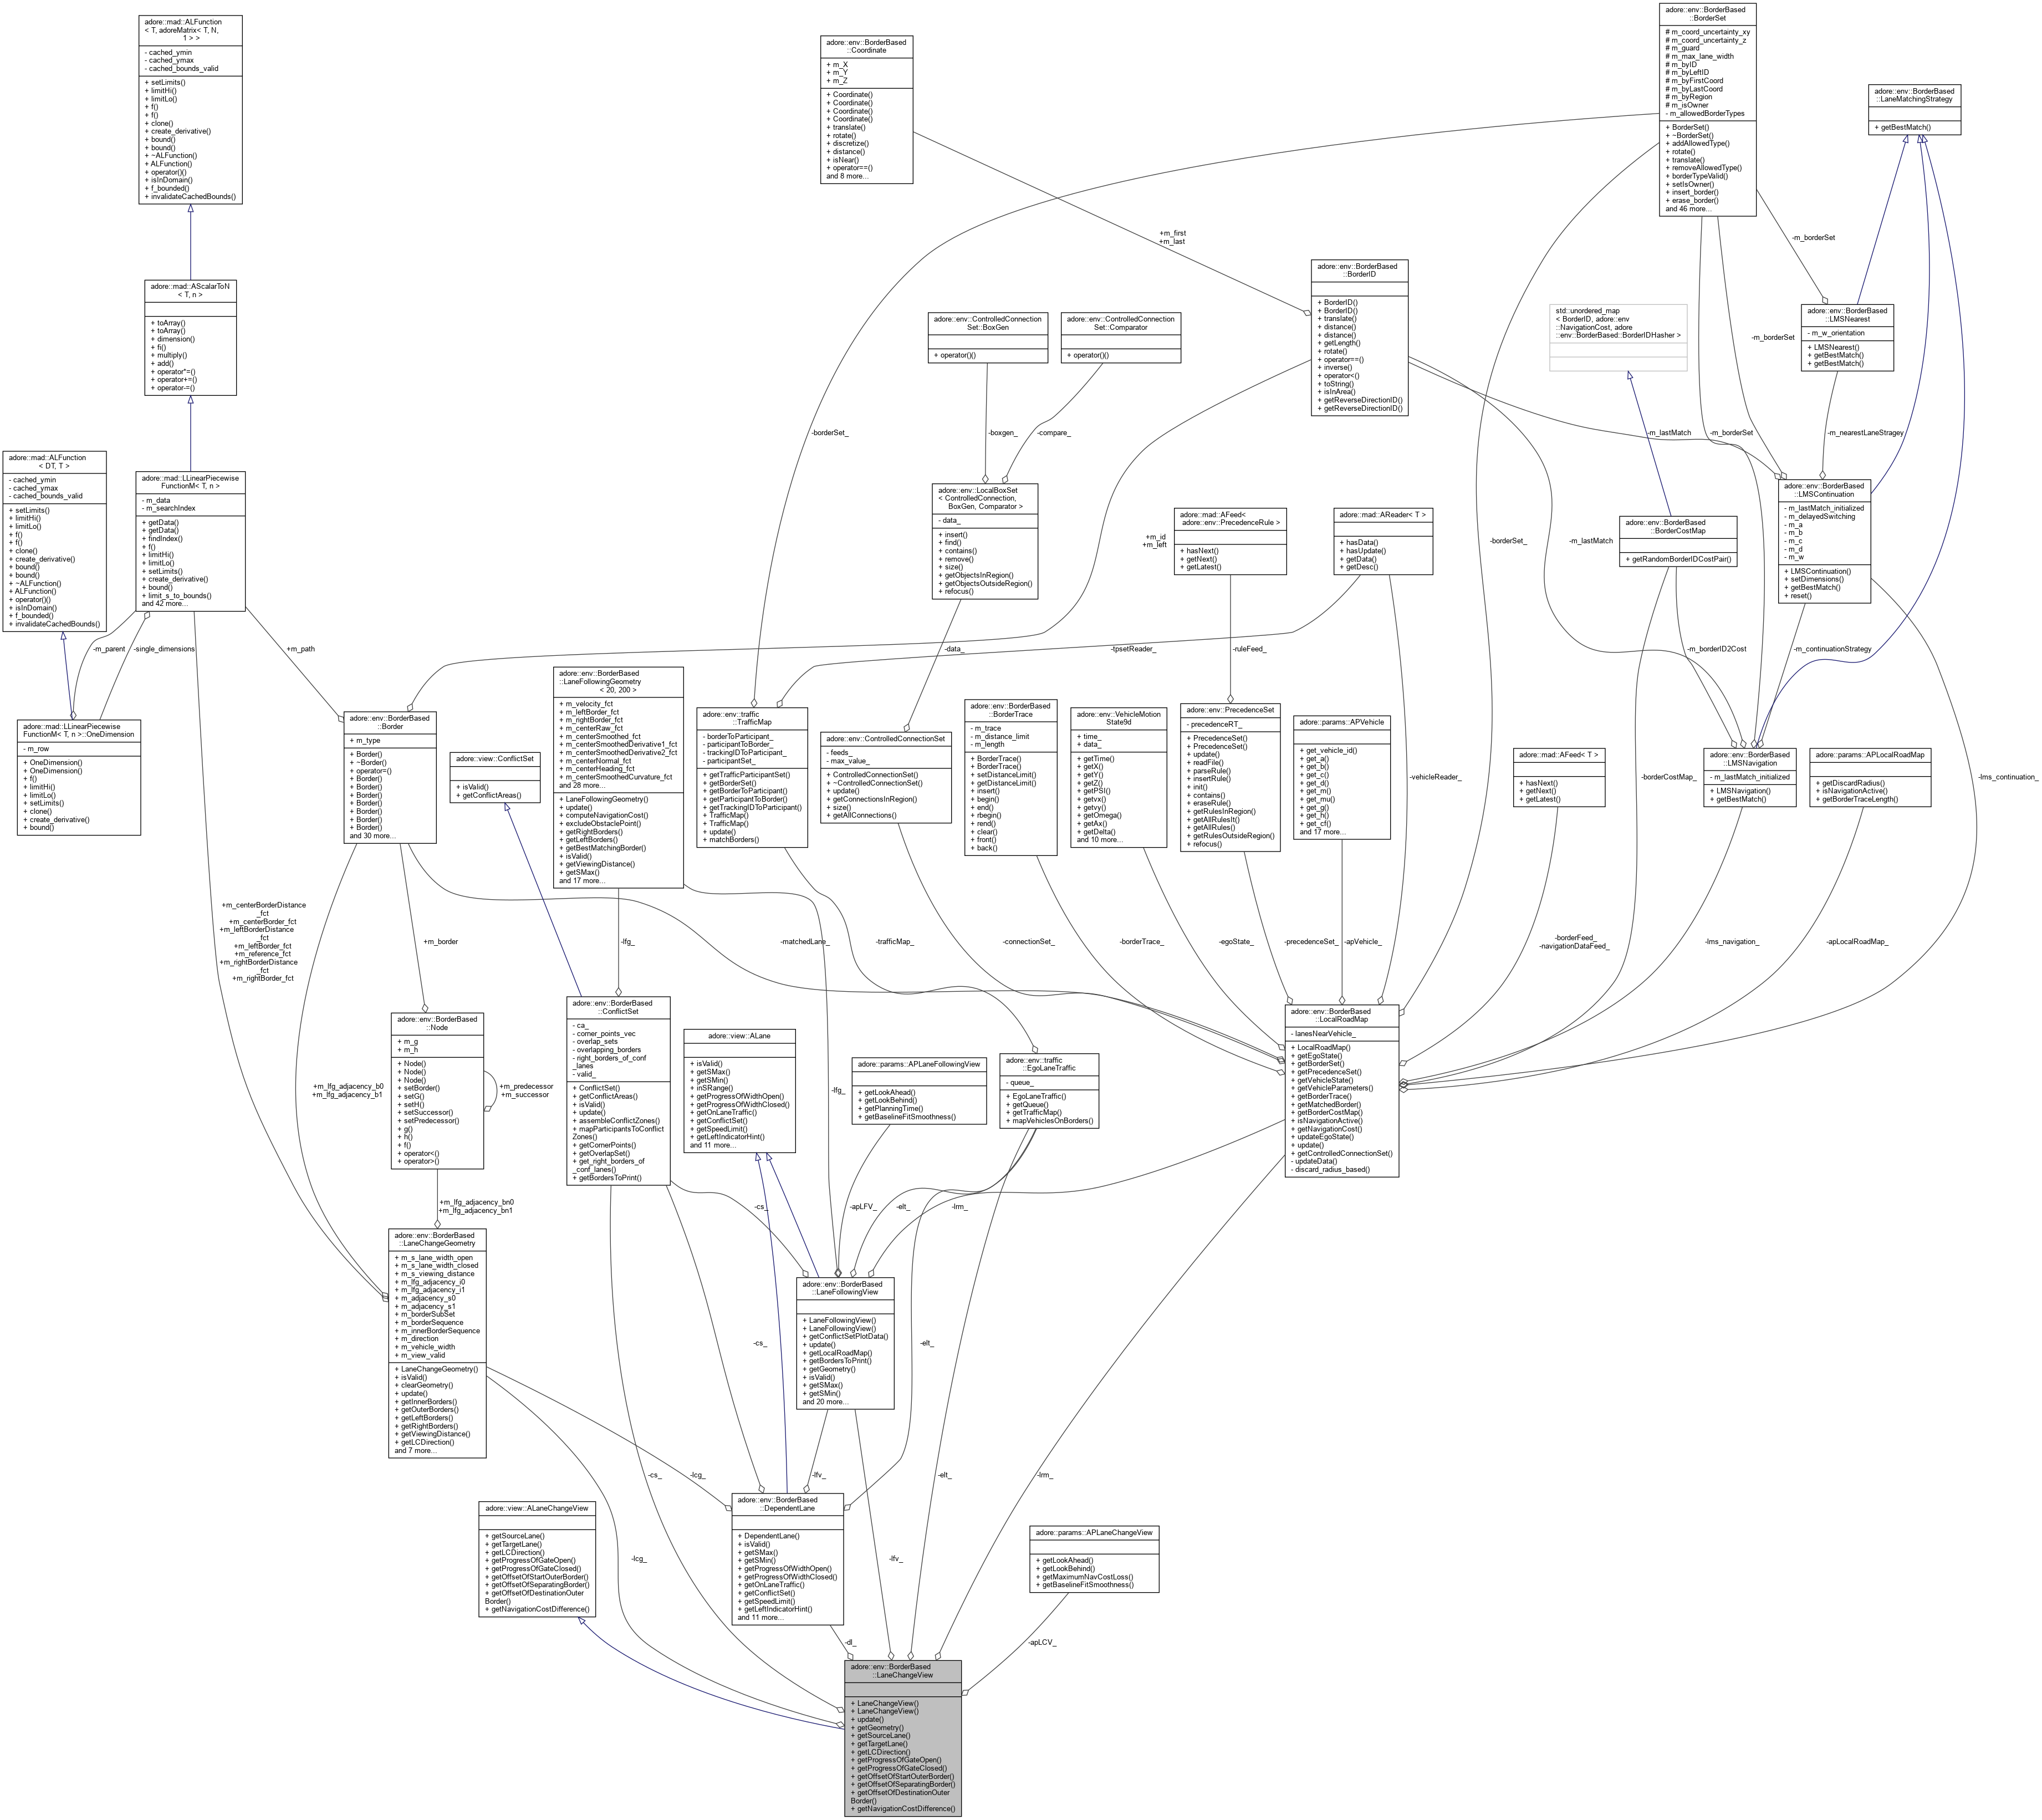 adore::mad::ALFunction
< T, adoreMatrix< T, N,
1 > >
- cached_ymin
- cached_ymax
- cached_bounds_valid
+ setLimits()
+ limitHi()
+ limitLo()
+ f()
+ f()
+ clone()
+ create_derivative()
+ bound()
+ bound()
+ ~ALFunction()
+ ALFunction()
+ operator()()
+ isInDomain()
+ f_bounded()
+ invalidateCachedBounds()
adore::env::BorderBased
::Coordinate
+ m_X
+ m_Y
+ m_Z
+ Coordinate()
+ Coordinate()
+ Coordinate()
+ Coordinate()
+ translate()
+ rotate()
+ discretize()
+ distance()
+ isNear()
+ operator==()
and 8 more...
adore::env::BorderBased
::BorderSet
# m_coord_uncertainty_xy
# m_coord_uncertainty_z
# m_guard
# m_max_lane_width
# m_byID
# m_byLeftID
# m_byFirstCoord
# m_byLastCoord
# m_byRegion
# m_isOwner
- m_allowedBorderTypes
+ BorderSet()
+ ~BorderSet()
+ addAllowedType()
+ rotate()
+ translate()
+ removeAllowedType()
+ borderTypeValid()
+ setIsOwner()
+ insert_border()
+ erase_border()
and 46 more...
adore::env::BorderBased
::LaneMatchingStrategy
+ getBestMatch()
+m_first
+m_last
-m_borderSet
adore::mad::AScalarToN
< T, n >
+ toArray()
+ toArray()
+ dimension()
+ fi()
+ multiply()
+ add()
+ operator*=()
+ operator+=()
+ operator-=()
adore::env::BorderBased
::BorderID
+ BorderID()
+ BorderID()
+ translate()
+ distance()
+ distance()
+ getLength()
+ rotate()
+ operator==()
+ inverse()
+ operator<()
+ toString()
+ isInArea()
+ getReverseDirectionID()
+ getReverseDirectionID()
adore::env::ControlledConnection
Set::BoxGen
+ operator()()
adore::env::ControlledConnection
Set::Comparator
+ operator()()
std::unordered_map
< BorderID, adore::env
::NavigationCost, adore
::env::BorderBased::BorderIDHasher >
adore::env::BorderBased
::LMSNearest
- m_w_orientation
+ LMSNearest()
+ getBestMatch()
+ getBestMatch()
-m_borderSet
-borderSet_
-boxgen_
-compare_
-m_lastMatch
-m_borderSet
-m_nearestLaneStragey
adore::mad::ALFunction
< DT, T >
- cached_ymin
- cached_ymax
- cached_bounds_valid
+ setLimits()
+ limitHi()
+ limitLo()
+ f()
+ f()
+ clone()
+ create_derivative()
+ bound()
+ bound()
+ ~ALFunction()
+ ALFunction()
+ operator()()
+ isInDomain()
+ f_bounded()
+ invalidateCachedBounds()
adore::mad::LLinearPiecewise
FunctionM< T, n >
- m_data
- m_searchIndex
+ getData()
+ getData()
+ findIndex()
+ f()
+ limitHi()
+ limitLo()
+ setLimits()
+ create_derivative()
+ bound()
+ limit_s_to_bounds()
and 42 more...
adore::env::LocalBoxSet
< ControlledConnection,
BoxGen, Comparator >
- data_
+ insert()
+ find()
+ contains()
+ remove()
+ size()
+ getObjectsInRegion()
+ getObjectsOutsideRegion()
+ refocus()
+m_id
+m_left
adore::mad::AFeed<
adore::env::PrecedenceRule >
+ hasNext()
+ getNext()
+ getLatest()
adore::mad::AReader< T >
+ hasData()
+ hasUpdate()
+ getData()
+ getDesc()
-borderSet_
-m_lastMatch
adore::env::BorderBased
::BorderCostMap
+ getRandomBorderIDCostPair()
adore::env::BorderBased
::LMSContinuation
- m_lastMatch_initialized
- m_delayedSwitching
- m_a
- m_b
- m_c
- m_d
- m_w
+ LMSContinuation()
+ setDimensions()
+ getBestMatch()
+ reset()
-m_parent
-single_dimensions
+m_path
-data_
-tpsetReader_
-ruleFeed_
-m_borderID2Cost
-m_continuationStrategy
adore::mad::LLinearPiecewise
FunctionM< T, n >::OneDimension
- m_row
+ OneDimension()
+ OneDimension()
+ f()
+ limitHi()
+ limitLo()
+ setLimits()
+ clone()
+ create_derivative()
+ bound()
adore::env::BorderBased
::Border
+ m_type
+ Border()
+ ~Border()
+ operator=()
+ Border()
+ Border()
+ Border()
+ Border()
+ Border()
+ Border()
+ Border()
and 30 more...
adore::view::ConflictSet
+ isValid()
+ getConflictAreas()
adore::env::BorderBased
::LaneFollowingGeometry
< 20, 200 >
+ m_velocity_fct
+ m_leftBorder_fct
+ m_rightBorder_fct
+ m_centerRaw_fct
+ m_centerSmoothed_fct
+ m_centerSmoothedDerivative1_fct
+ m_centerSmoothedDerivative2_fct
+ m_centerNormal_fct
+ m_centerHeading_fct
+ m_centerSmoothedCurvature_fct
and 28 more...
+ LaneFollowingGeometry()
+ update()
+ computeNavigationCost()
+ excludeObstaclePoint()
+ getRightBorders()
+ getLeftBorders()
+ getBestMatchingBorder()
+ isValid()
+ getViewingDistance()
+ getSMax()
and 17 more...
adore::env::traffic
::TrafficMap
- borderToParticipant_
- participantToBorder_
- trackingIDToParticipant_
- participantSet_
+ getTrafficParticipantSet()
+ getBorderSet()
+ getBorderToParticipant()
+ getParticipantToBorder()
+ getTrackingIDToParticipant()
+ TrafficMap()
+ TrafficMap()
+ update()
+ matchBorders()
adore::env::ControlledConnectionSet
- feeds_
- max_value_
+ ControlledConnectionSet()
+ ~ControlledConnectionSet()
+ update()
+ getConnectionsInRegion()
+ size()
+ getAllConnections()
adore::env::BorderBased
::BorderTrace
- m_trace
- m_distance_limit
- m_length
+ BorderTrace()
+ BorderTrace()
+ setDistanceLimit()
+ getDistanceLimit()
+ insert()
+ begin()
+ end()
+ rbegin()
+ rend()
+ clear()
+ front()
+ back()
adore::env::VehicleMotion
State9d
+ time_
+ data_
+ getTime()
+ getX()
+ getY()
+ getZ()
+ getPSI()
+ getvx()
+ getvy()
+ getOmega()
+ getAx()
+ getDelta()
and 10 more...
adore::env::PrecedenceSet
- precedenceRT_
+ PrecedenceSet()
+ PrecedenceSet()
+ update()
+ readFile()
+ parseRule()
+ insertRule()
+ init()
+ contains()
+ eraseRule()
+ getRulesInRegion()
+ getAllRulesIt()
+ getAllRules()
+ getRulesOutsideRegion()
+ refocus()
adore::params::APVehicle
+ get_vehicle_id()
+ get_a()
+ get_b()
+ get_c()
+ get_d()
+ get_m()
+ get_mu()
+ get_g()
+ get_h()
+ get_cf()
and 17 more...
-vehicleReader_
adore::mad::AFeed< T >
+ hasNext()
+ getNext()
+ getLatest()
-borderCostMap_
adore::env::BorderBased
::LMSNavigation
- m_lastMatch_initialized
+ LMSNavigation()
+ getBestMatch()
adore::params::APLocalRoadMap
+ getDiscardRadius()
+ isNavigationActive()
+ getBorderTraceLength()
-lms_continuation_
+m_centerBorderDistance
_fct
+m_centerBorder_fct
+m_leftBorderDistance
_fct
+m_leftBorder_fct
+m_reference_fct
+m_rightBorderDistance
_fct
+m_rightBorder_fct
+m_border
-lfg_
-matchedLane_
-trafficMap_
-connectionSet_
-borderTrace_
-egoState_
-precedenceSet_
-apVehicle_
-borderFeed_
-navigationDataFeed_
-lms_navigation_
-apLocalRoadMap_
adore::env::BorderBased
::Node
+ m_g
+ m_h
+ Node()
+ Node()
+ Node()
+ setBorder()
+ setG()
+ setH()
+ setSuccessor()
+ setPredecessor()
+ g()
+ h()
+ f()
+ operator<()
+ operator>()
+m_predecessor
+m_successor
+m_lfg_adjacency_b0
+m_lfg_adjacency_b1
adore::env::BorderBased
::ConflictSet
- ca_
- corner_points_vec
- overlap_sets
- overlapping_borders
- right_borders_of_conf
_lanes
- valid_
+ ConflictSet()
+ getConflictAreas()
+ isValid()
+ update()
+ assembleConflictZones()
+ mapParticipantsToConflict
Zones()
+ getCornerPoints()
+ getOverlapSet()
+ get_right_borders_of
_conf_lanes()
+ getBordersToPrint()
adore::view::ALane
+ isValid()
+ getSMax()
+ getSMin()
+ inSRange()
+ getProgressOfWidthOpen()
+ getProgressOfWidthClosed()
+ getOnLaneTraffic()
+ getConflictSet()
+ getSpeedLimit()
+ getLeftIndicatorHint()
and 11 more...
-lfg_
adore::params::APLaneFollowingView
+ getLookAhead()
+ getLookBehind()
+ getPlanningTime()
+ getBaselineFitSmoothness()
adore::env::traffic
::EgoLaneTraffic
- queue_
+ EgoLaneTraffic()
+ getQueue()
+ getTrafficMap()
+ mapVehiclesOnBorders()
adore::env::BorderBased
::LocalRoadMap
- lanesNearVehicle_
+ LocalRoadMap()
+ getEgoState()
+ getBorderSet()
+ getPrecedenceSet()
+ getVehicleState()
+ getVehicleParameters()
+ getBorderTrace()
+ getMatchedBorder()
+ getBorderCostMap()
+ isNavigationActive()
+ getNavigationCost()
+ updateEgoState()
+ update()
+ getControlledConnectionSet()
- updateData()
- discard_radius_based()
+m_lfg_adjacency_bn0
+m_lfg_adjacency_bn1
-cs_
-apLFV_
-elt_
-lrm_
adore::env::BorderBased
::LaneChangeGeometry
+ m_s_lane_width_open
+ m_s_lane_width_closed
+ m_s_viewing_distance
+ m_lfg_adjacency_i0
+ m_lfg_adjacency_i1
+ m_adjacency_s0
+ m_adjacency_s1
+ m_borderSubSet
+ m_borderSequence
+ m_innerBorderSequence
+ m_direction
+ m_vehicle_width
+ m_view_valid
+ LaneChangeGeometry()
+ isValid()
+ clearGeometry()
+ update()
+ getInnerBorders()
+ getOuterBorders()
+ getLeftBorders()
+ getRightBorders()
+ getViewingDistance()
+ getLCDirection()
and 7 more...
-cs_
adore::env::BorderBased
::LaneFollowingView
+ LaneFollowingView()
+ LaneFollowingView()
+ getConflictSetPlotData()
+ update()
+ getLocalRoadMap()
+ getBordersToPrint()
+ getGeometry()
+ isValid()
+ getSMax()
+ getSMin()
and 20 more...
-elt_
-cs_
-lcg_
-lfv_
-elt_
-lrm_
adore::view::ALaneChangeView
+ getSourceLane()
+ getTargetLane()
+ getLCDirection()
+ getProgressOfGateOpen()
+ getProgressOfGateClosed()
+ getOffsetOfStartOuterBorder()
+ getOffsetOfSeparatingBorder()
+ getOffsetOfDestinationOuter
Border()
+ getNavigationCostDifference()
-lcg_
adore::env::BorderBased
::DependentLane
+ DependentLane()
+ isValid()
+ getSMax()
+ getSMin()
+ getProgressOfWidthOpen()
+ getProgressOfWidthClosed()
+ getOnLaneTraffic()
+ getConflictSet()
+ getSpeedLimit()
+ getLeftIndicatorHint()
and 11 more...
-lfv_
adore::params::APLaneChangeView
+ getLookAhead()
+ getLookBehind()
+ getMaximumNavCostLoss()
+ getBaselineFitSmoothness()
-dl_
-apLCV_
adore::env::BorderBased
::LaneChangeView
+ LaneChangeView()
+ LaneChangeView()
+ update()
+ getGeometry()
+ getSourceLane()
+ getTargetLane()
+ getLCDirection()
+ getProgressOfGateOpen()
+ getProgressOfGateClosed()
+ getOffsetOfStartOuterBorder()
+ getOffsetOfSeparatingBorder()
+ getOffsetOfDestinationOuter
Border()
+ getNavigationCostDifference()